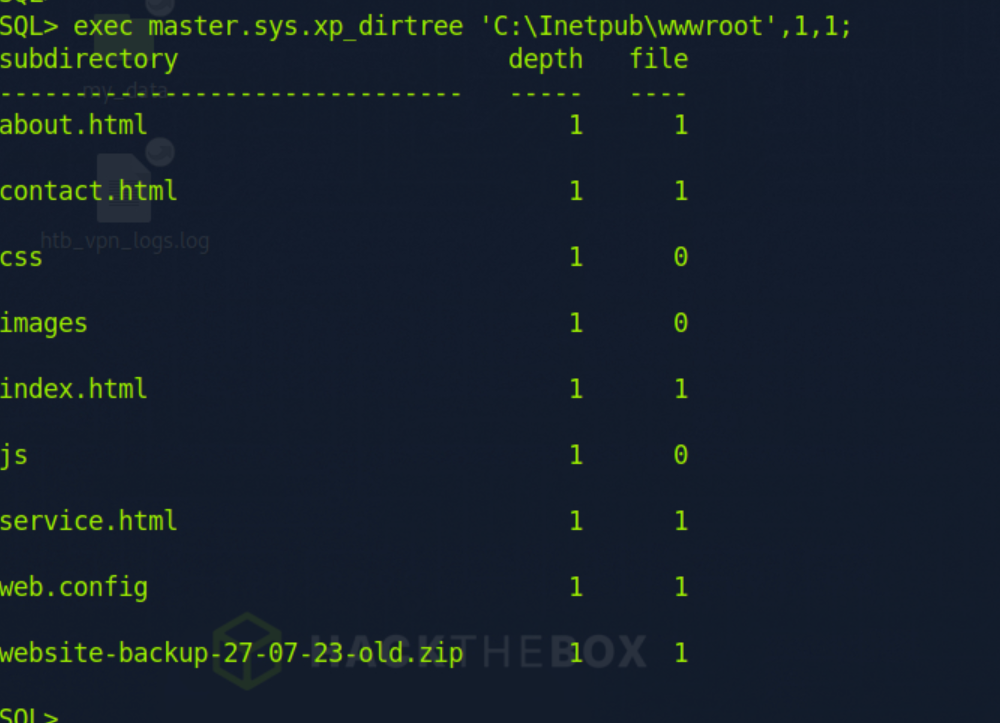 SQL> exec master.sys.xp_dirtree 'C:\Inetpub\wwwroot',1,1;
subdirectory depth file
-------------------------------   -----   ----
my_data
about.html 1 1
contact.html 1 1
htb_vpn_logs.log
css 1 0
images 1 0
index.html 1 1
js 1 0
service.html 1 1
web.config 1 1
website-backup-27-07-23-old.zip 1 1
HACKTHEBOX
SQL>